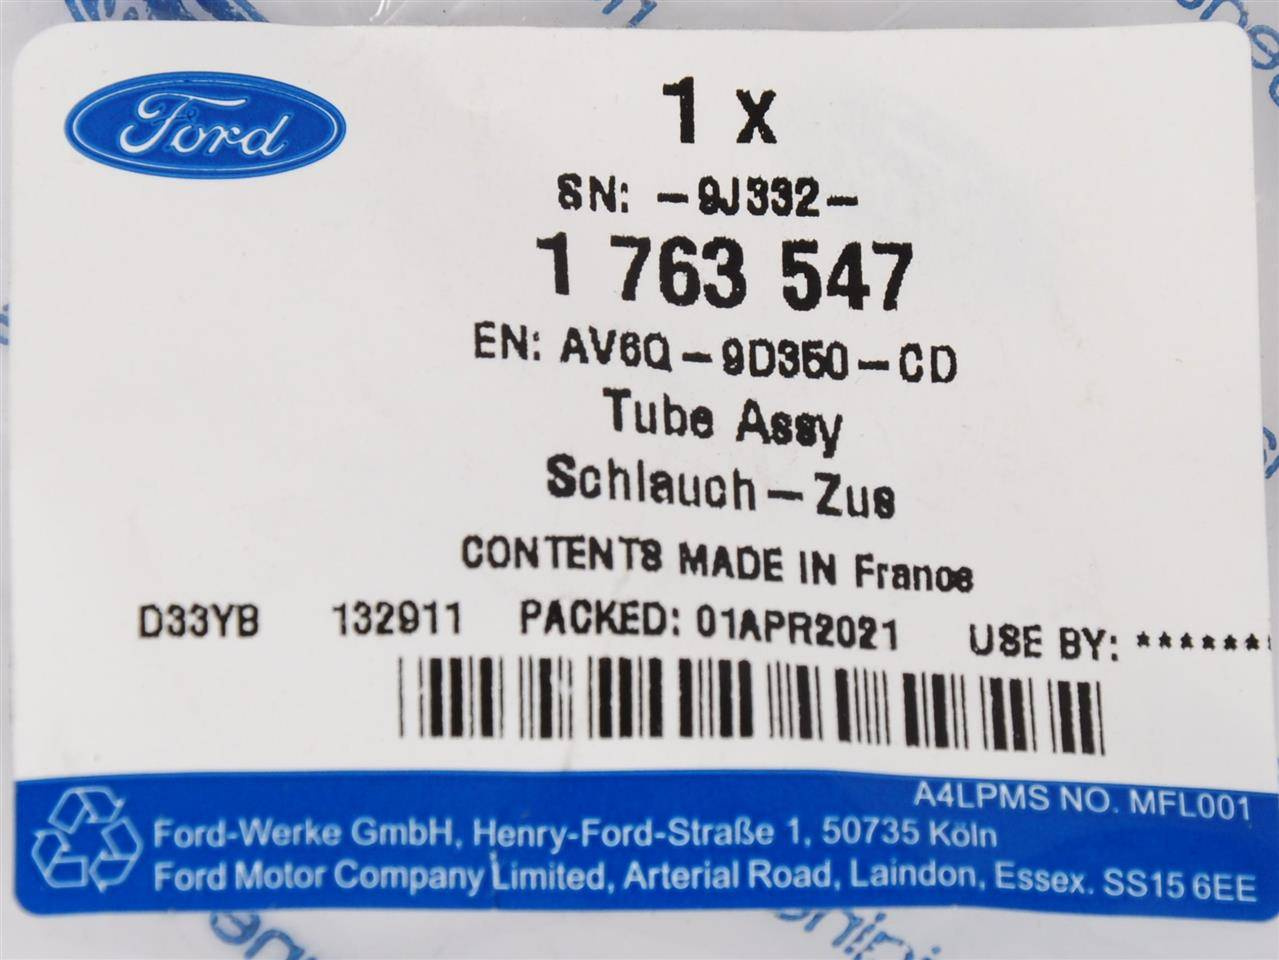 Ford
1 x
SN: -9J332-
1 763 547
EN: AV6Q-9D350-CD
Tube Assy
Schlauch-Zus
CONTENTS MADE IN France
D33YB 132911 PACKED: 01APR2021 USE BY: *******
A4LPMS NO. MFL001
Ford-Werke GmbH, Henry-Ford-Straße 1, 50735 Köln
Ford Motor Company Limited, Arterial Road, Laindon, Essex. SS15 6EE